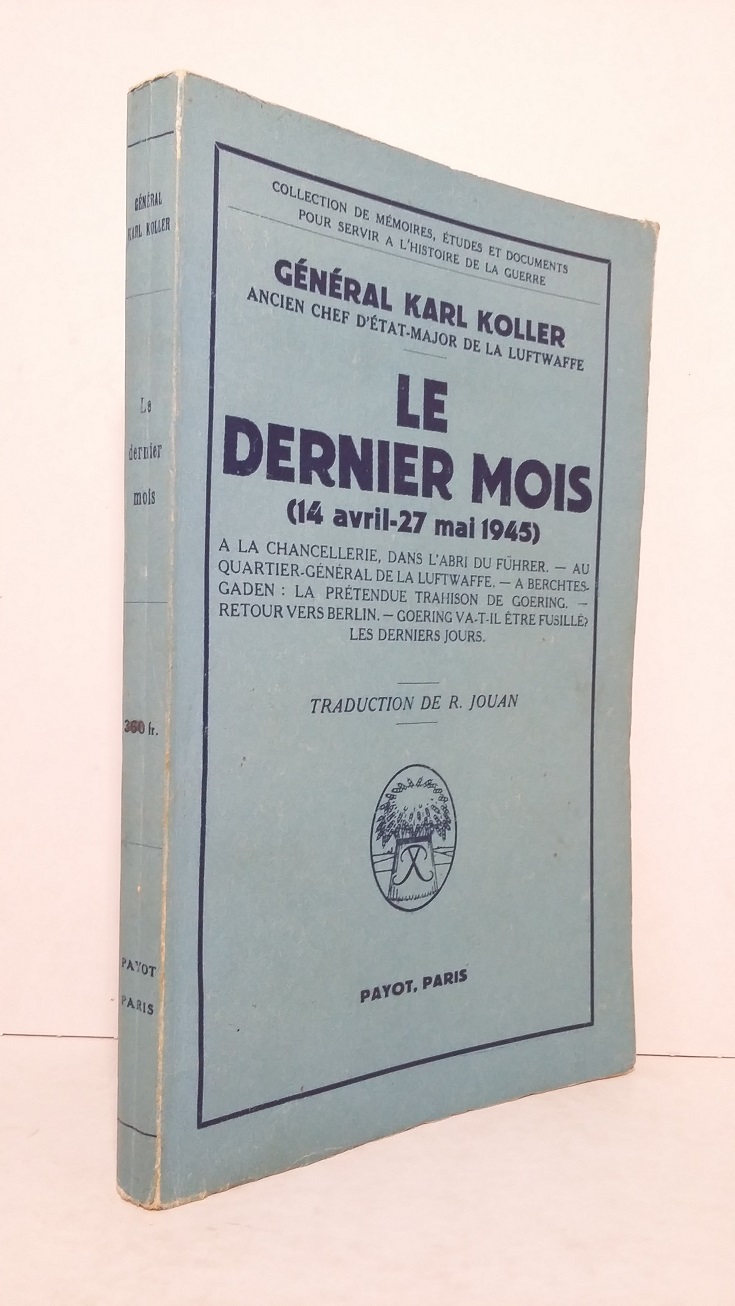 GÉNÉRAL
KARL KOLLER
Le
dernier
mois
360 fr.
PAYOT
PARIS
COLLECTION DE MÉMOIRES, ÉTUDES ET DOCUMENTS
POUR SERVIR A L'HISTOIRE DE LA GUERRE
GÉNÉRAL KARL KOLLER
ANCIEN CHEF D'ÉTAT-MAJOR DE LA LUFTWAFFE
LE
DERNIER MOIS
(14 avril-27 mai 1945)
A LA CHANCELLERIE, DANS L'ABRI DU FÜHRER. — AU
QUARTIER-GÉNÉRAL DE LA LUFTWAFFE. — A BERCHTES-
GADEN : LA PRÉTENDUE TRAHISON DE GOERING. —
RETOUR VERS BERLIN. — GOERING VA-T-IL ÊTRE FUSILLÉ?
LES DERNIERS JOURS.
TRADUCTION DE R. JOUAN
PAYOT, PARIS